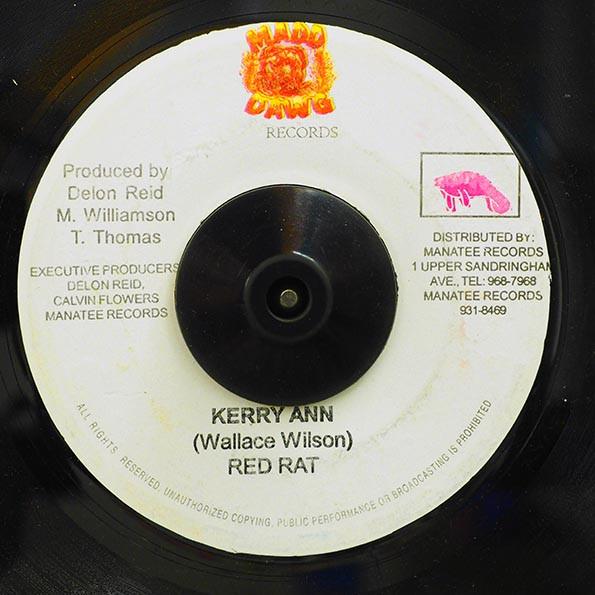 MADD
DAWG
RECORDS
Produced by
Delon Reid
M. Williamson
T. Thomas
EXECUTIVE PRODUCERS
DELON REID,
CALVIN FLOWERS
MANATEE RECORDS
DISTRIBUTED BY:
MANATEE RECORDS
1 UPPER SANDRINGHAM
AVE., TEL: 968-7968
MANATEE RECORDS
931-8469
KERRY ANN
(Wallace Wilson)
RED RAT
ALL RIGHTS RESERVED, UNAUTHORIZED COPYING, PUBLIC PERFORMANCE OR BROADCASTING IS PROHIBITED